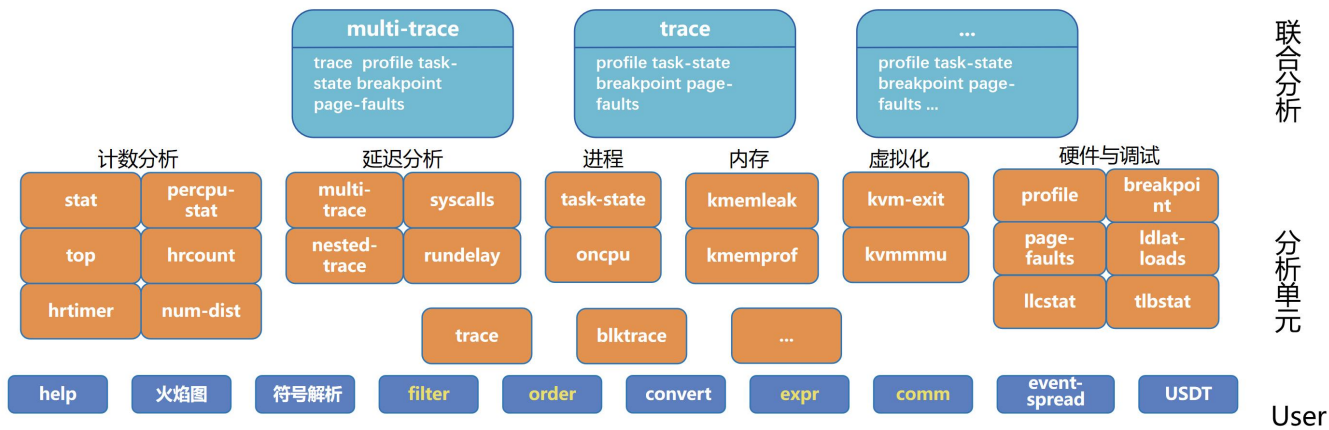 multi-trace
trace profile task-
state breakpoint
page-faults
trace
profile task-state
breakpoint page-
faults
...
profile task-state
breakpoint page-
faults ...
联合分析
计数分析
stat
percpu-
stat
top
hrcount
hrtimer
num-dist
延迟分析
multi-
trace
syscalls
nested-
trace
rundelay
进程
task-state
oncpu
内存
kmemleak
kmemprof
虚拟化
kvm-exit
kvmmmu
硬件与调试
profile
breakpoi
nt
page-
faults
ldlat-
loads
llcstat
tlbstat
trace
blktrace
...
分析单元
help
火焰图
符号解析
filter
order
convert
expr
comm
event-
spread
USDT
User